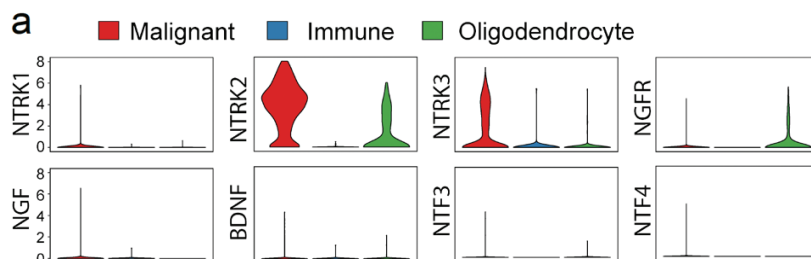 a
Malignant Immune Oligodendrocyte
NTRK1
8
6
4
2
0
NTRK2
NTRK3
NGFR
NGF
8
6
4
2
0
BDNF
NTF3
NTF4